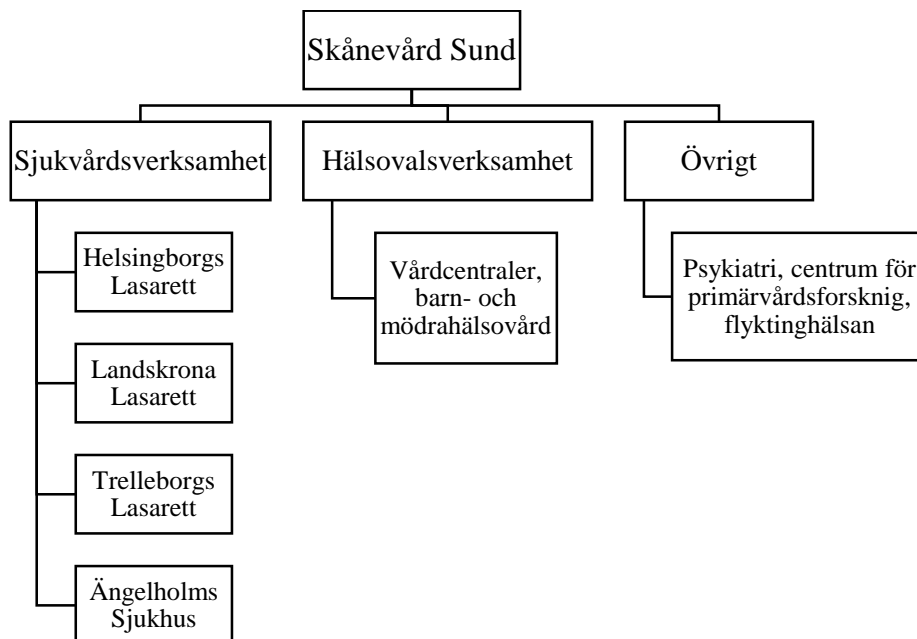 Skånevård Sund
Sjukvårdsverksamhet
Hälsovalsverksamhet
Övrigt
Helsingborgs
Lasarett
Landskrona
Lasarett
Trelleborgs
Lasarett
Ängelholms
Sjukhus
Vårdcentraler,
barn- och
mödrahälsovård
Psykiatri, centrum för
primärvårdsforsknig,
flyktinghälsan